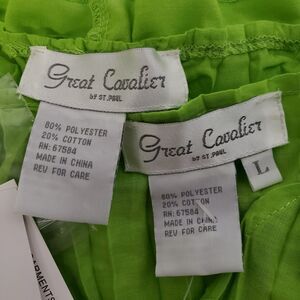 Great Cavalier
by ST. PAUL
80% POLYESTER
20% COTTON
RN: 67584
MADE IN CHINA
REV FOR CARE
Great Cavalier
by ST. PAUL
L
80% POLYESTER
20% COTTON
RN: 67584
MADE IN CHINA
REV FOR CARE
GARMENTS